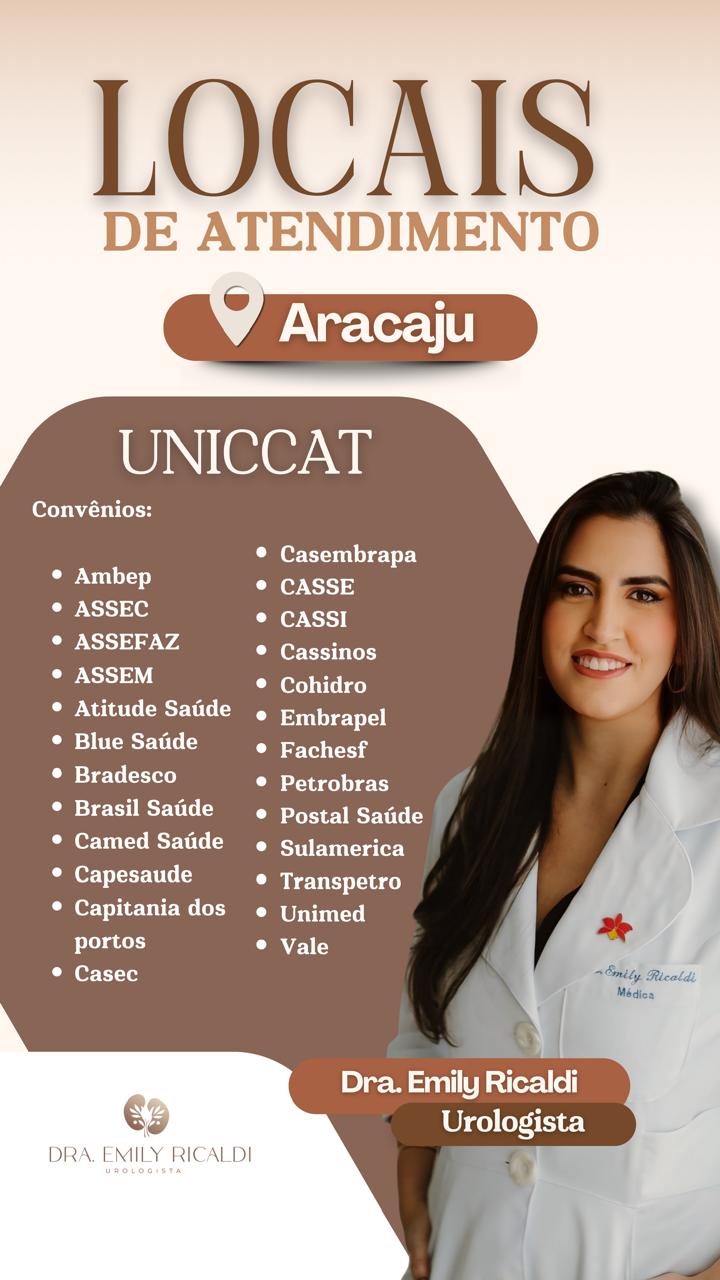 LOCAIS
DE ATENDIMENTO
Aracaju
UNICCAT
Convênios:
Ambep
ASSEC
ASSEFAZ
ASSEM
Atitude Saúde
Blue Saúde
Bradesco
Brasil Saúde
Camed Saúde
Capesaude
Capitania dos
portos
Casec
Casembrapa
CASSE
CASSI
Cassinos
Cohidro
Embrapel
Fachesf
Petrobras
Postal Saúde
Sulamerica
Transpetro
Unimed
Vale
Emily Ricaldi
Médica
Dra. Emily Ricaldi
Urologista
DRA. EMILY RICALDI
UROLOGISTA